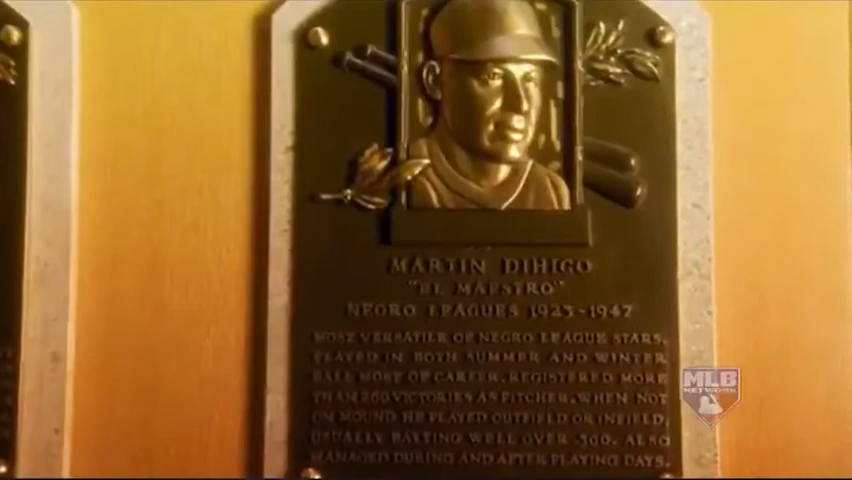 MARTIN DIHIGO
"EL MAESTRO"
NEGRO LEAGUES 1923-1947
MOST VERSATILE OF NEGRO LEAGUE STARS.
PLAYED IN BOTH SUMMER AND WINTER
BALL MOST OF CAREER. REGISTERED MORE
THAN 260 VICTORIES AS PITCHER. WHEN NOT
ON MOUND HE PLAYED OUTFIELD OR INFIELD,
USUALLY BATTING WELL OVER .300. ALSO
MANAGED DURING AND AFTER PLAYING DAYS.
MLB
NETWORK